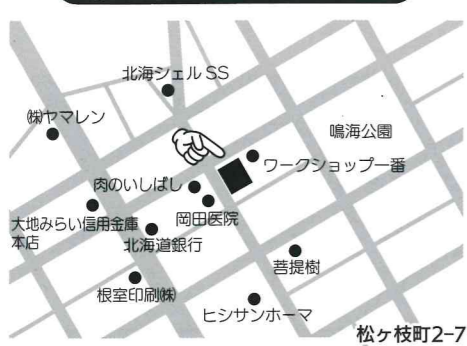 北海シェル SS
㈱ヤマレン
鳴海公園
ワークショップ一番
肉のいしばし
岡田医院
大地みらい信用金庫
本店
北海道銀行
菩提樹
根室印刷㈱
ヒシサンホーマ
松ヶ枝町2-7